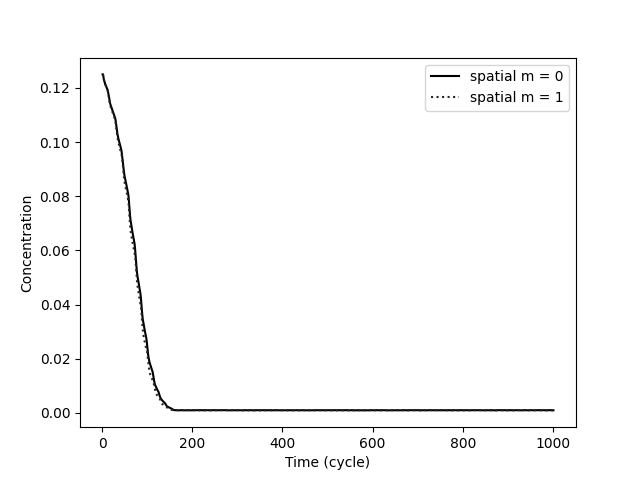 spatial m = 0
spatial m = 1
0.12
0.10
0.08
0.06
0.04
0.02
0.00
Concentration
0 200 400 600 800 1000
Time (cycle)